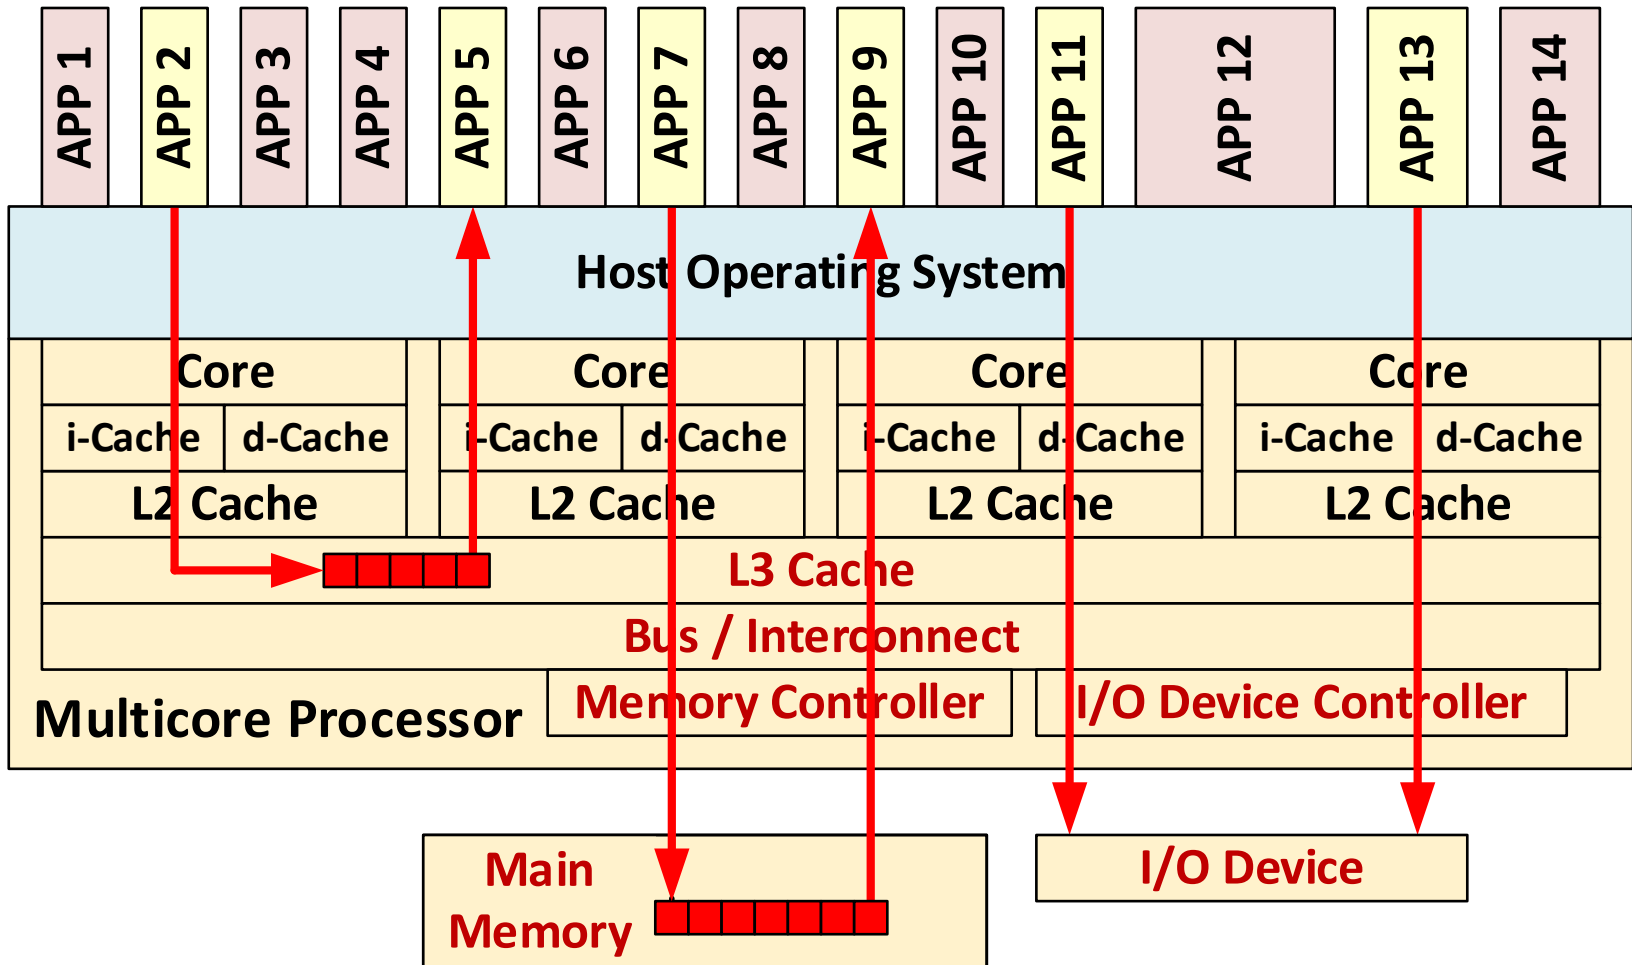 APP 1
APP 2
APP 3
APP 4
APP 5
APP 6
APP 7
APP 8
APP 9
APP 10
APP 11
APP 12
APP 13
APP 14
Host Operating System
Core
Core
Core
Core
i-Cache
d-Cache
i-Cache
d-Cache
i-Cache
d-Cache
i-Cache
d-Cache
L2 Cache
L2 Cache
L2 Cache
L2 Cache
L3 Cache
Bus / Interconnect
Multicore Processor
Memory Controller
I/O Device Controller
Main
Memory
I/O Device